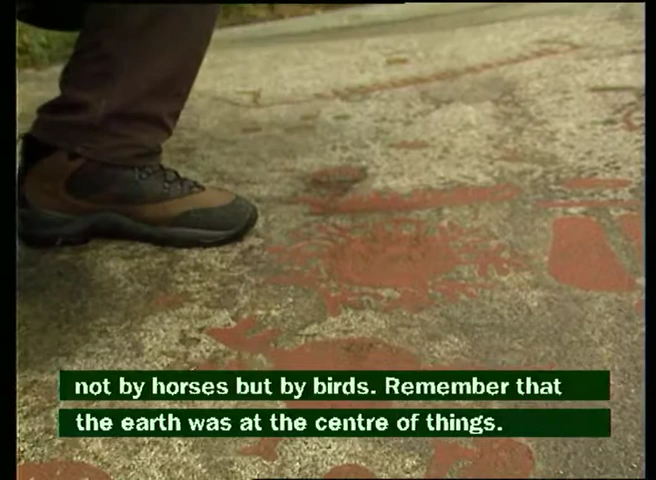 not by horses but by birds. Remember that
the earth was at the centre of things.